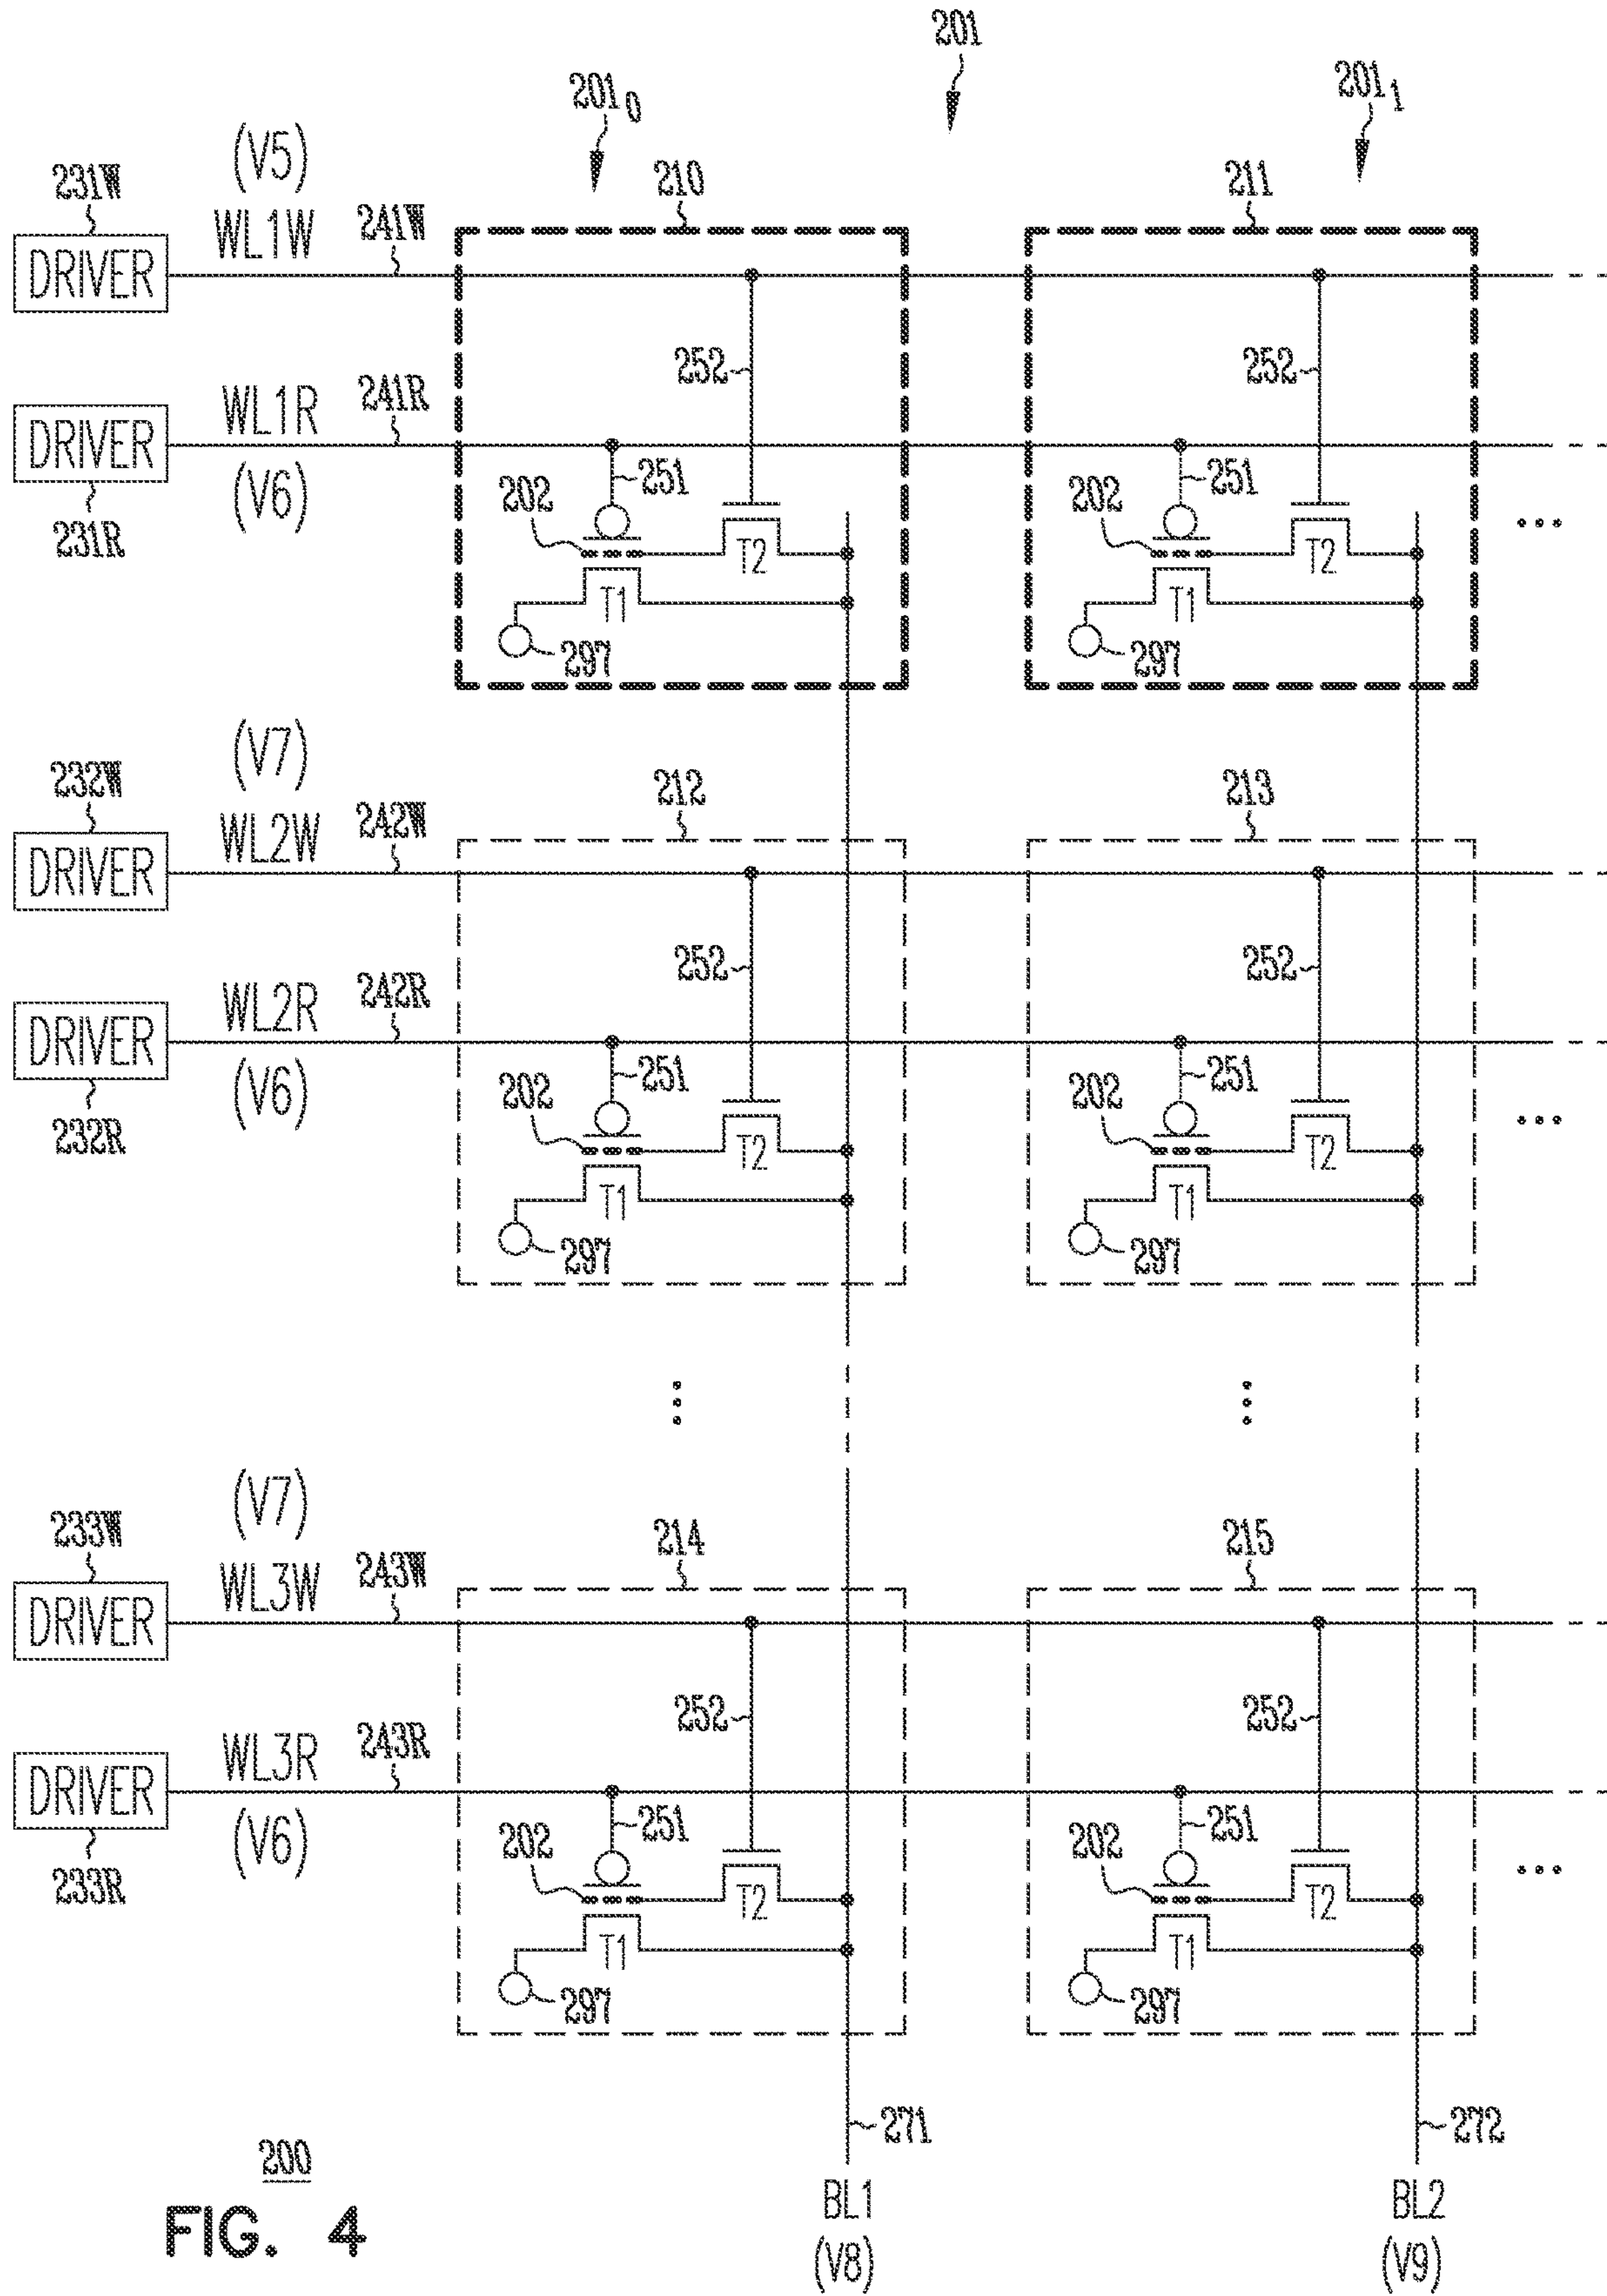 201
201₀ 201₁
(V5)
231W 210 211
WL1W 241W
DRIVER
252 252
WL1R 241R
DRIVER
(V6) 202 251 202 251
231R
... T2 T2 ...
T1 T1
297 297
(V7)
232W 212 213
WL2W 242W
DRIVER
252 252
WL2R 242R
DRIVER
(V6) 202 251 202 251
232R
T2 T2 ...
T1 T1
297 297
(V7)
233W 214 215
WL3W 243W
DRIVER
252 252
WL3R 243R
DRIVER
(V6) 202 251 202 251
233R
T2 T2 ...
T1 T1
297 297
271 272
200
BL1 BL2
FIG. 4
(V8) (V9)